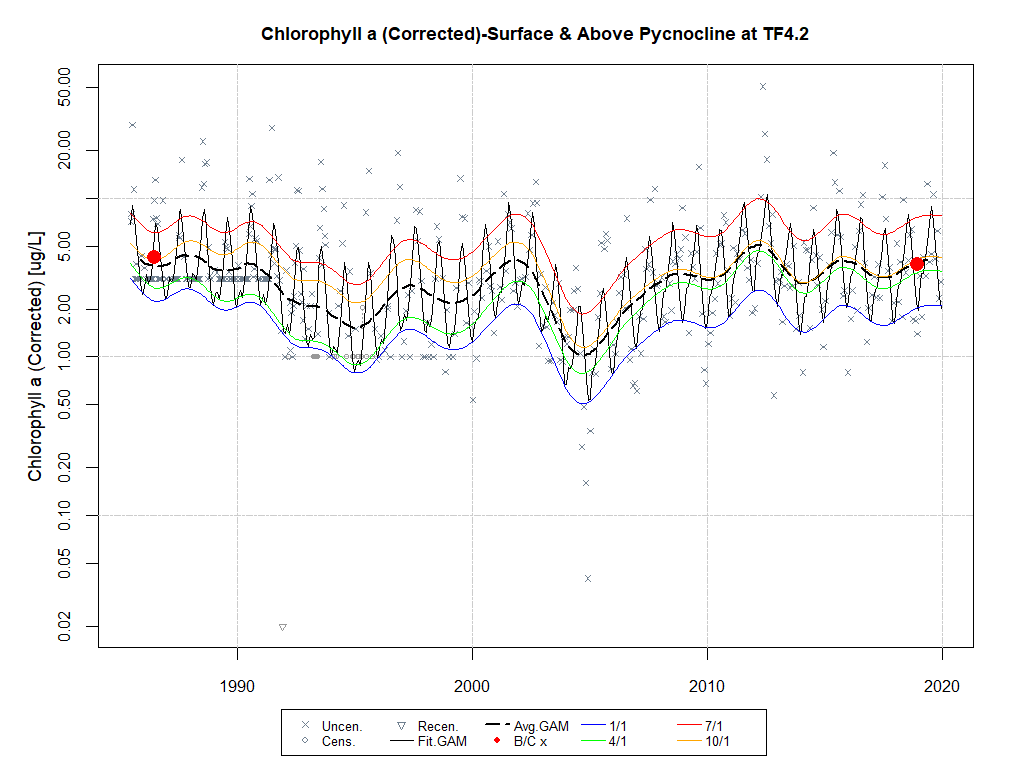 Chlorophyll a (Corrected)-Surface & Above Pycnocline at TF4.2
Chlorophyll a (Corrected) [ug/L]
50.00
20.00
5.00
2.00
1.00
0.50
0.20
0.10
0.05
0.02
1990 2000 2010 2020
Uncen. Recen. Avg.GAM 1/1 7/1
Cens. Fit.GAM B/C x 4/1 10/1